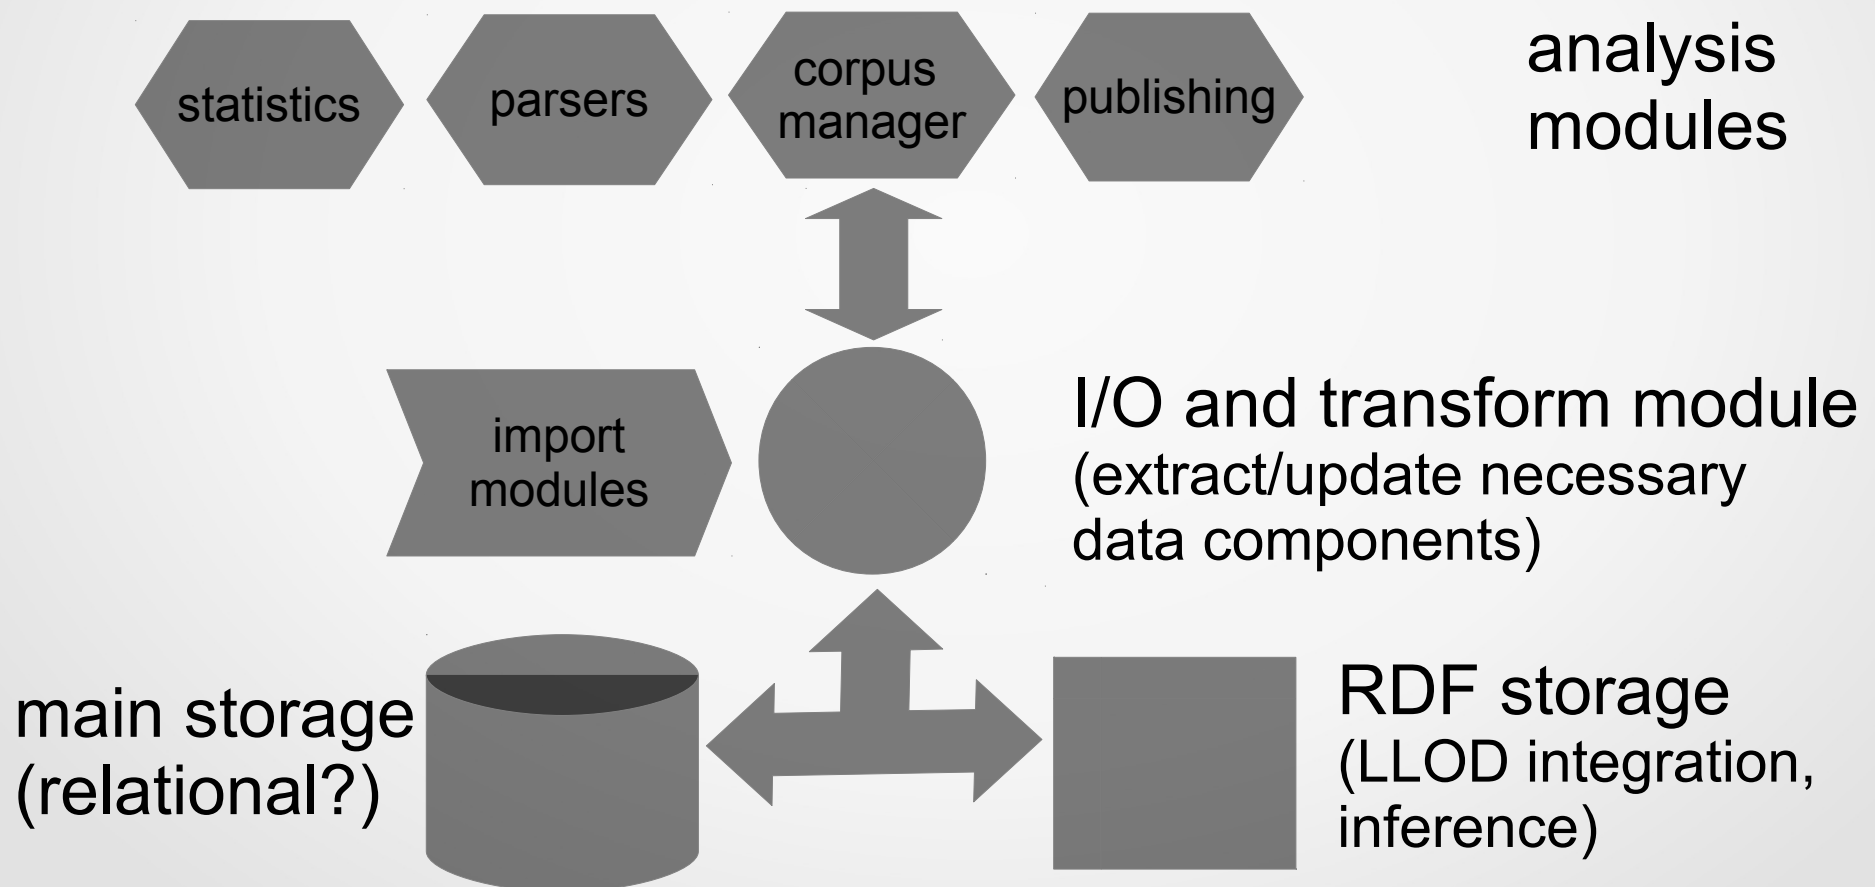 statistics
parsers
corpus
manager
publishing
analysis
modules
import
modules
I/O and transform module
(extract/update necessary
data components)
main storage
(relational?)
RDF storage
(LLOD integration,
inference)